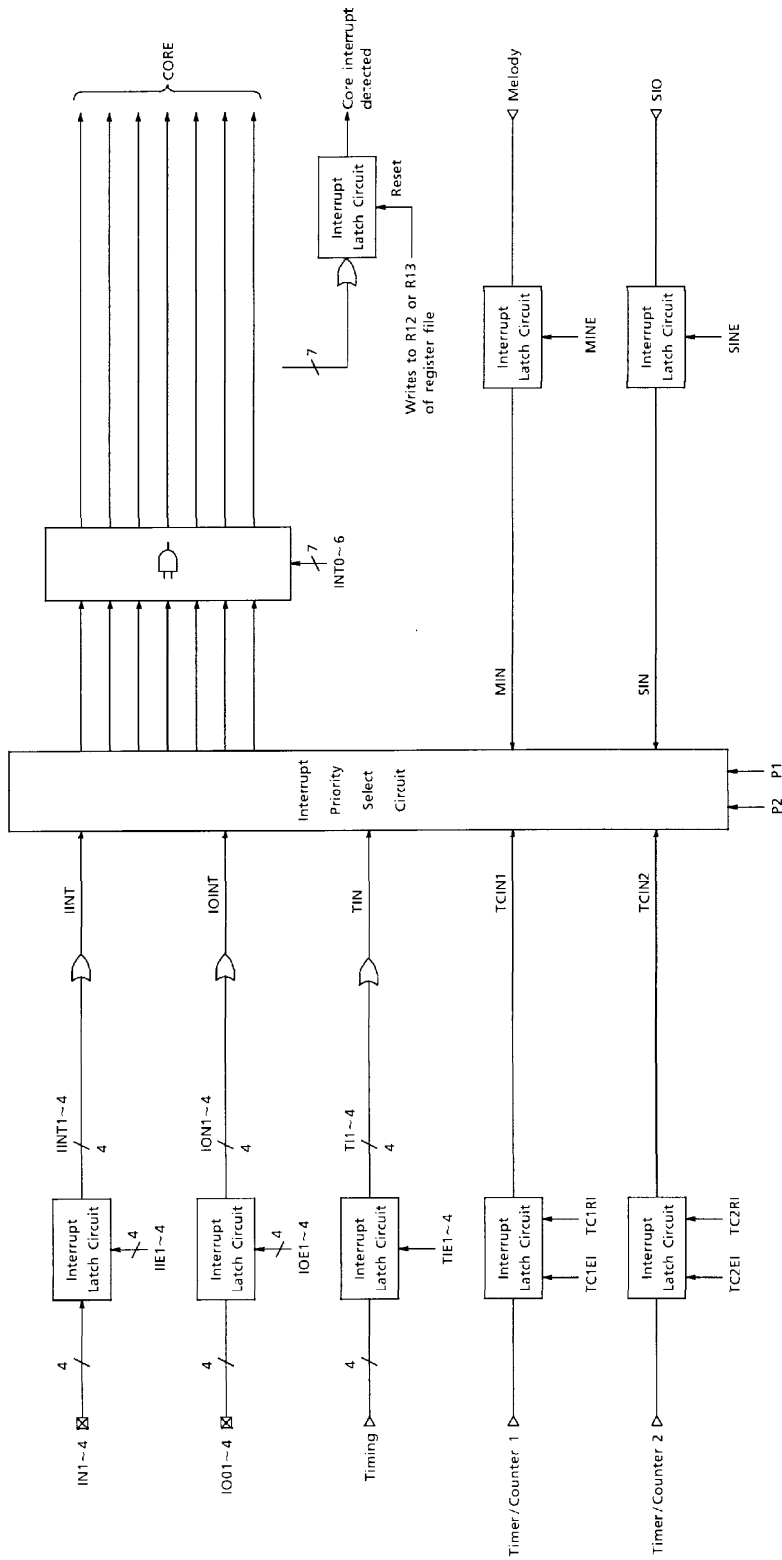 IN1~4
4
Interrupt
Latch Circuit
4
IIE1~4
IINT1~4
4
IINT
IO01~4
4
Interrupt
Latch Circuit
4
IOE1~4
ION1~4
4
IOINT
Timing
4
Interrupt
Latch Circuit
TIE1~4
TI1~4
4
TIN
Timer/Counter 1
Interrupt
Latch Circuit
TC1EI
TC1RI
TCIN1
Timer/Counter 2
Interrupt
Latch Circuit
TC2EI
TC2RI
TCIN2
Interrupt
Priority
Select
Circuit
P2
P1
7
INT0~6
CORE
7
Interrupt
Latch Circuit
Core interrupt
detected
Reset
Writes to R12 or R13
of register file
MIN
Interrupt
Latch Circuit
MINE
Melody
SIN
Interrupt
Latch Circuit
SINE
SIO